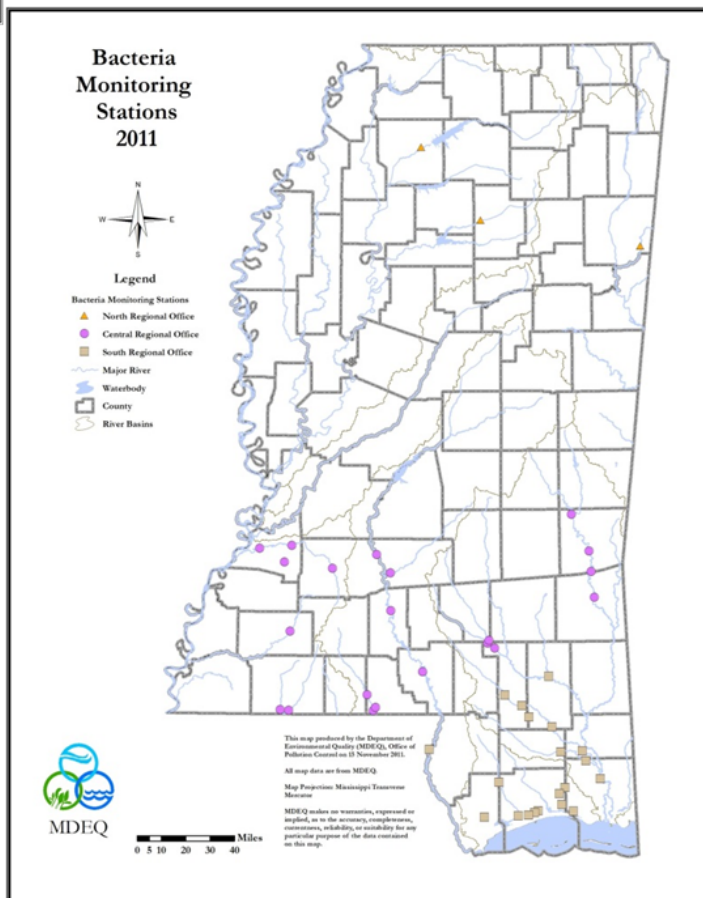 Bacteria
Monitoring
Stations
2011
N
W
E
S
Legend
Bacteria Monitoring Stations
North Regional Office
Central Regional Office
South Regional Office
Major River
Waterbody
County
River Basins
This map produced by the Department of
Environmental Quality (MDEQ), Office of
Pollution Control on 15 November 2011.
All map data are from MDEQ.
Map Projection: Mississippi Transverse
Mercator
MDEQ makes no warranties, expressed or
implied, as to the accuracy, completeness,
currentness, reliability, or suitability for any
particular purpose of the data contained
on this map.
MDEQ
Miles
0 5 10 20 30 40